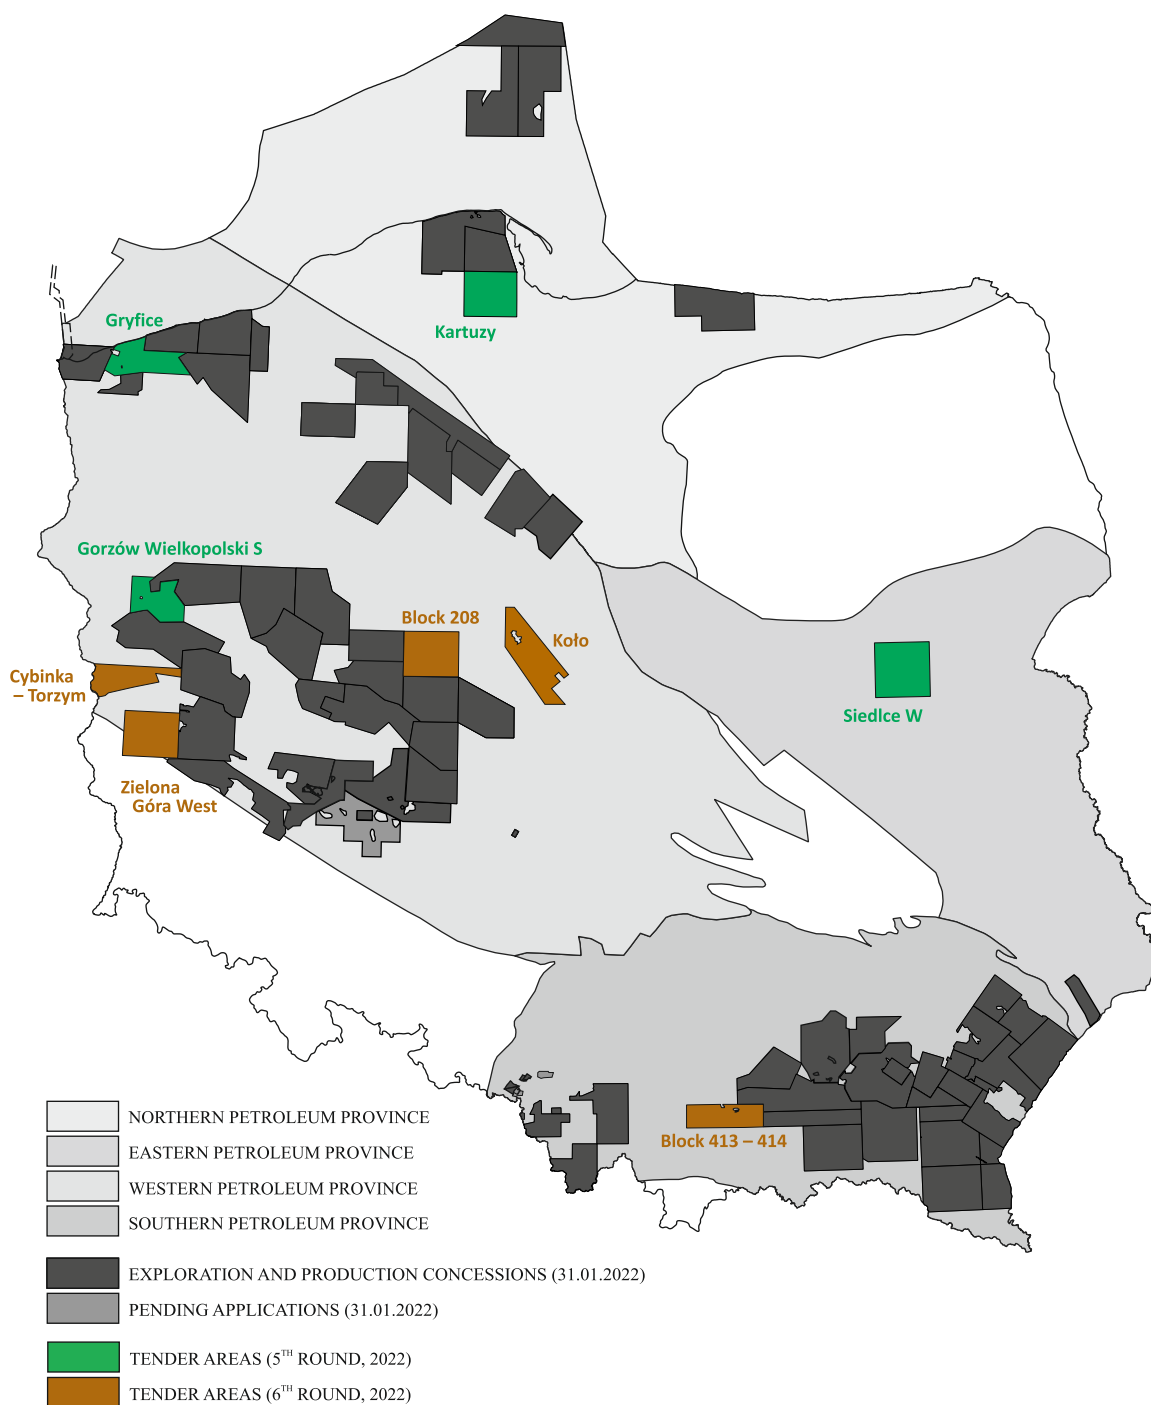 Gryfice
Kartuzy
Gorzów Wielkopolski S
Block 208
Koło
Cybinka
– Torzym
Siedlce W
Zielona
Góra West
Block 413 – 414
NORTHERN PETROLEUM PROVINCE
EASTERN PETROLEUM PROVINCE
WESTERN PETROLEUM PROVINCE
SOUTHERN PETROLEUM PROVINCE
EXPLORATION AND PRODUCTION CONCESSIONS (31.01.2022)
PENDING APPLICATIONS (31.01.2022)
TENDER AREAS (5TH ROUND, 2022)
TENDER AREAS (6TH ROUND, 2022)